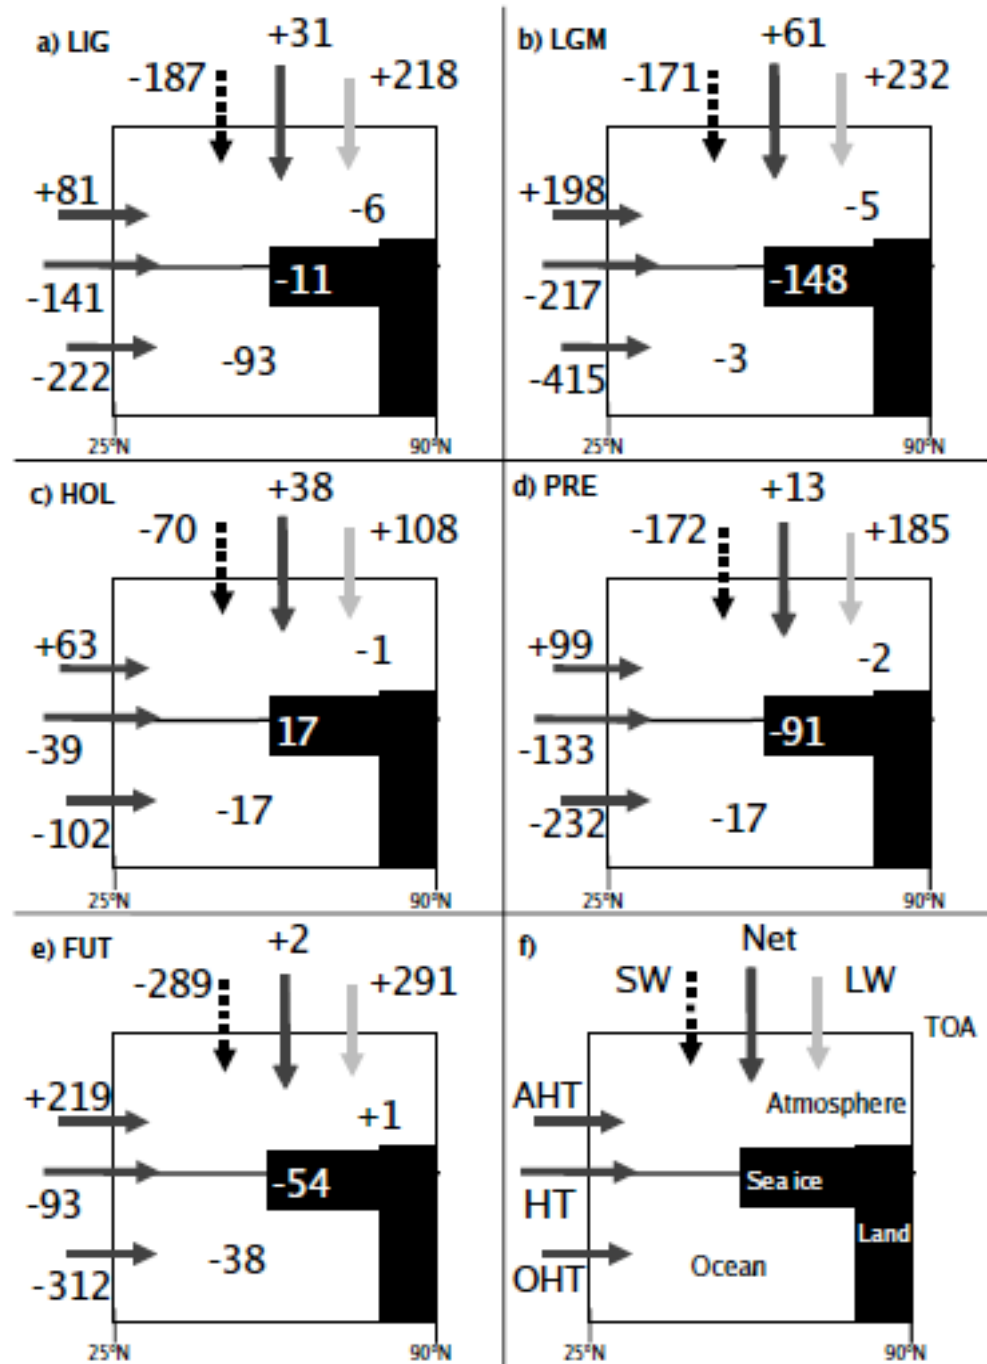 a) LIG
+31
-187
+218
+81
-6
-11
-141
-93
-222
25°N
90°N
b) LGM
+61
-171
+232
+198
-5
-148
-217
-3
-415
25°N
90°N
c) HOL
+38
-70
+108
+63
-1
17
-39
-17
-102
25°N
90°N
d) PRE
+13
-172
+185
+99
-2
-91
-133
-17
-232
25°N
90°N
e) FUT
+2
-289
+291
+219
+1
-54
-93
-38
-312
25°N
90°N
f)
Net
SW
LW
TOA
AHT
Atmosphere
Sea ice
HT
Land
Ocean
OHT
25°N
90°N